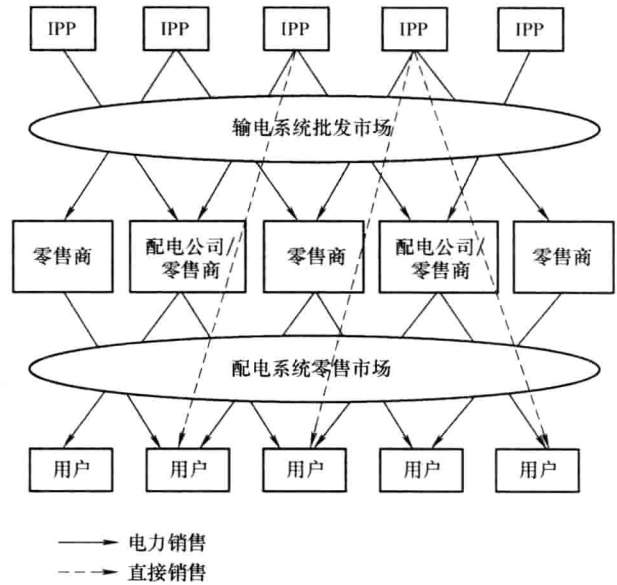 IPP
IPP
IPP
IPP
IPP
输电系统批发市场
零售商
配电公司/
零售商
零售商
配电公司/
零售商
零售商
配电系统零售市场
用户
用户
用户
用户
用户
电力销售
直接销售